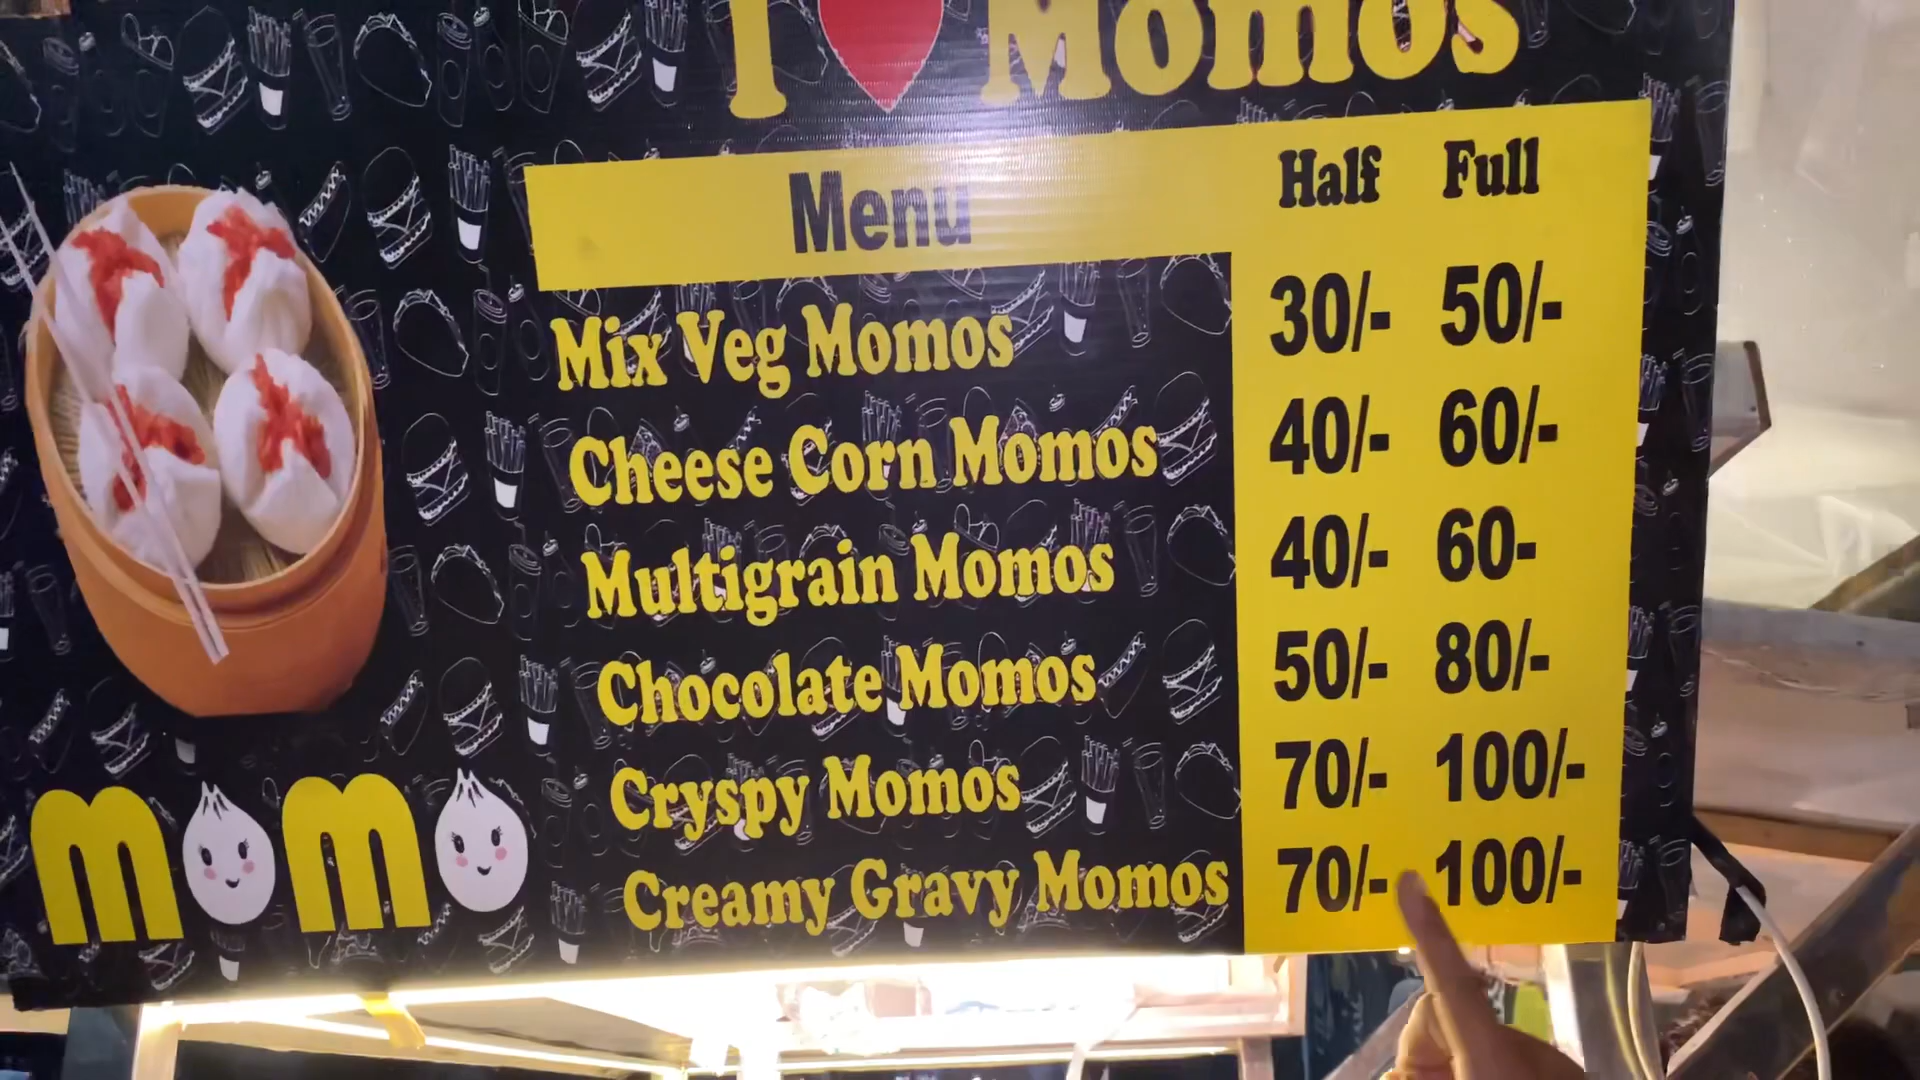 I ❤ Momos
Menu Half Full
Mix Veg Momos 30/- 50/-
Cheese Corn Momos 40/- 60/-
Multigrain Momos 40/- 60-
Chocolate Momos 50/- 80/-
Cryspy Momos 70/- 100/-
Creamy Gravy Momos 70/- 100/-
momo